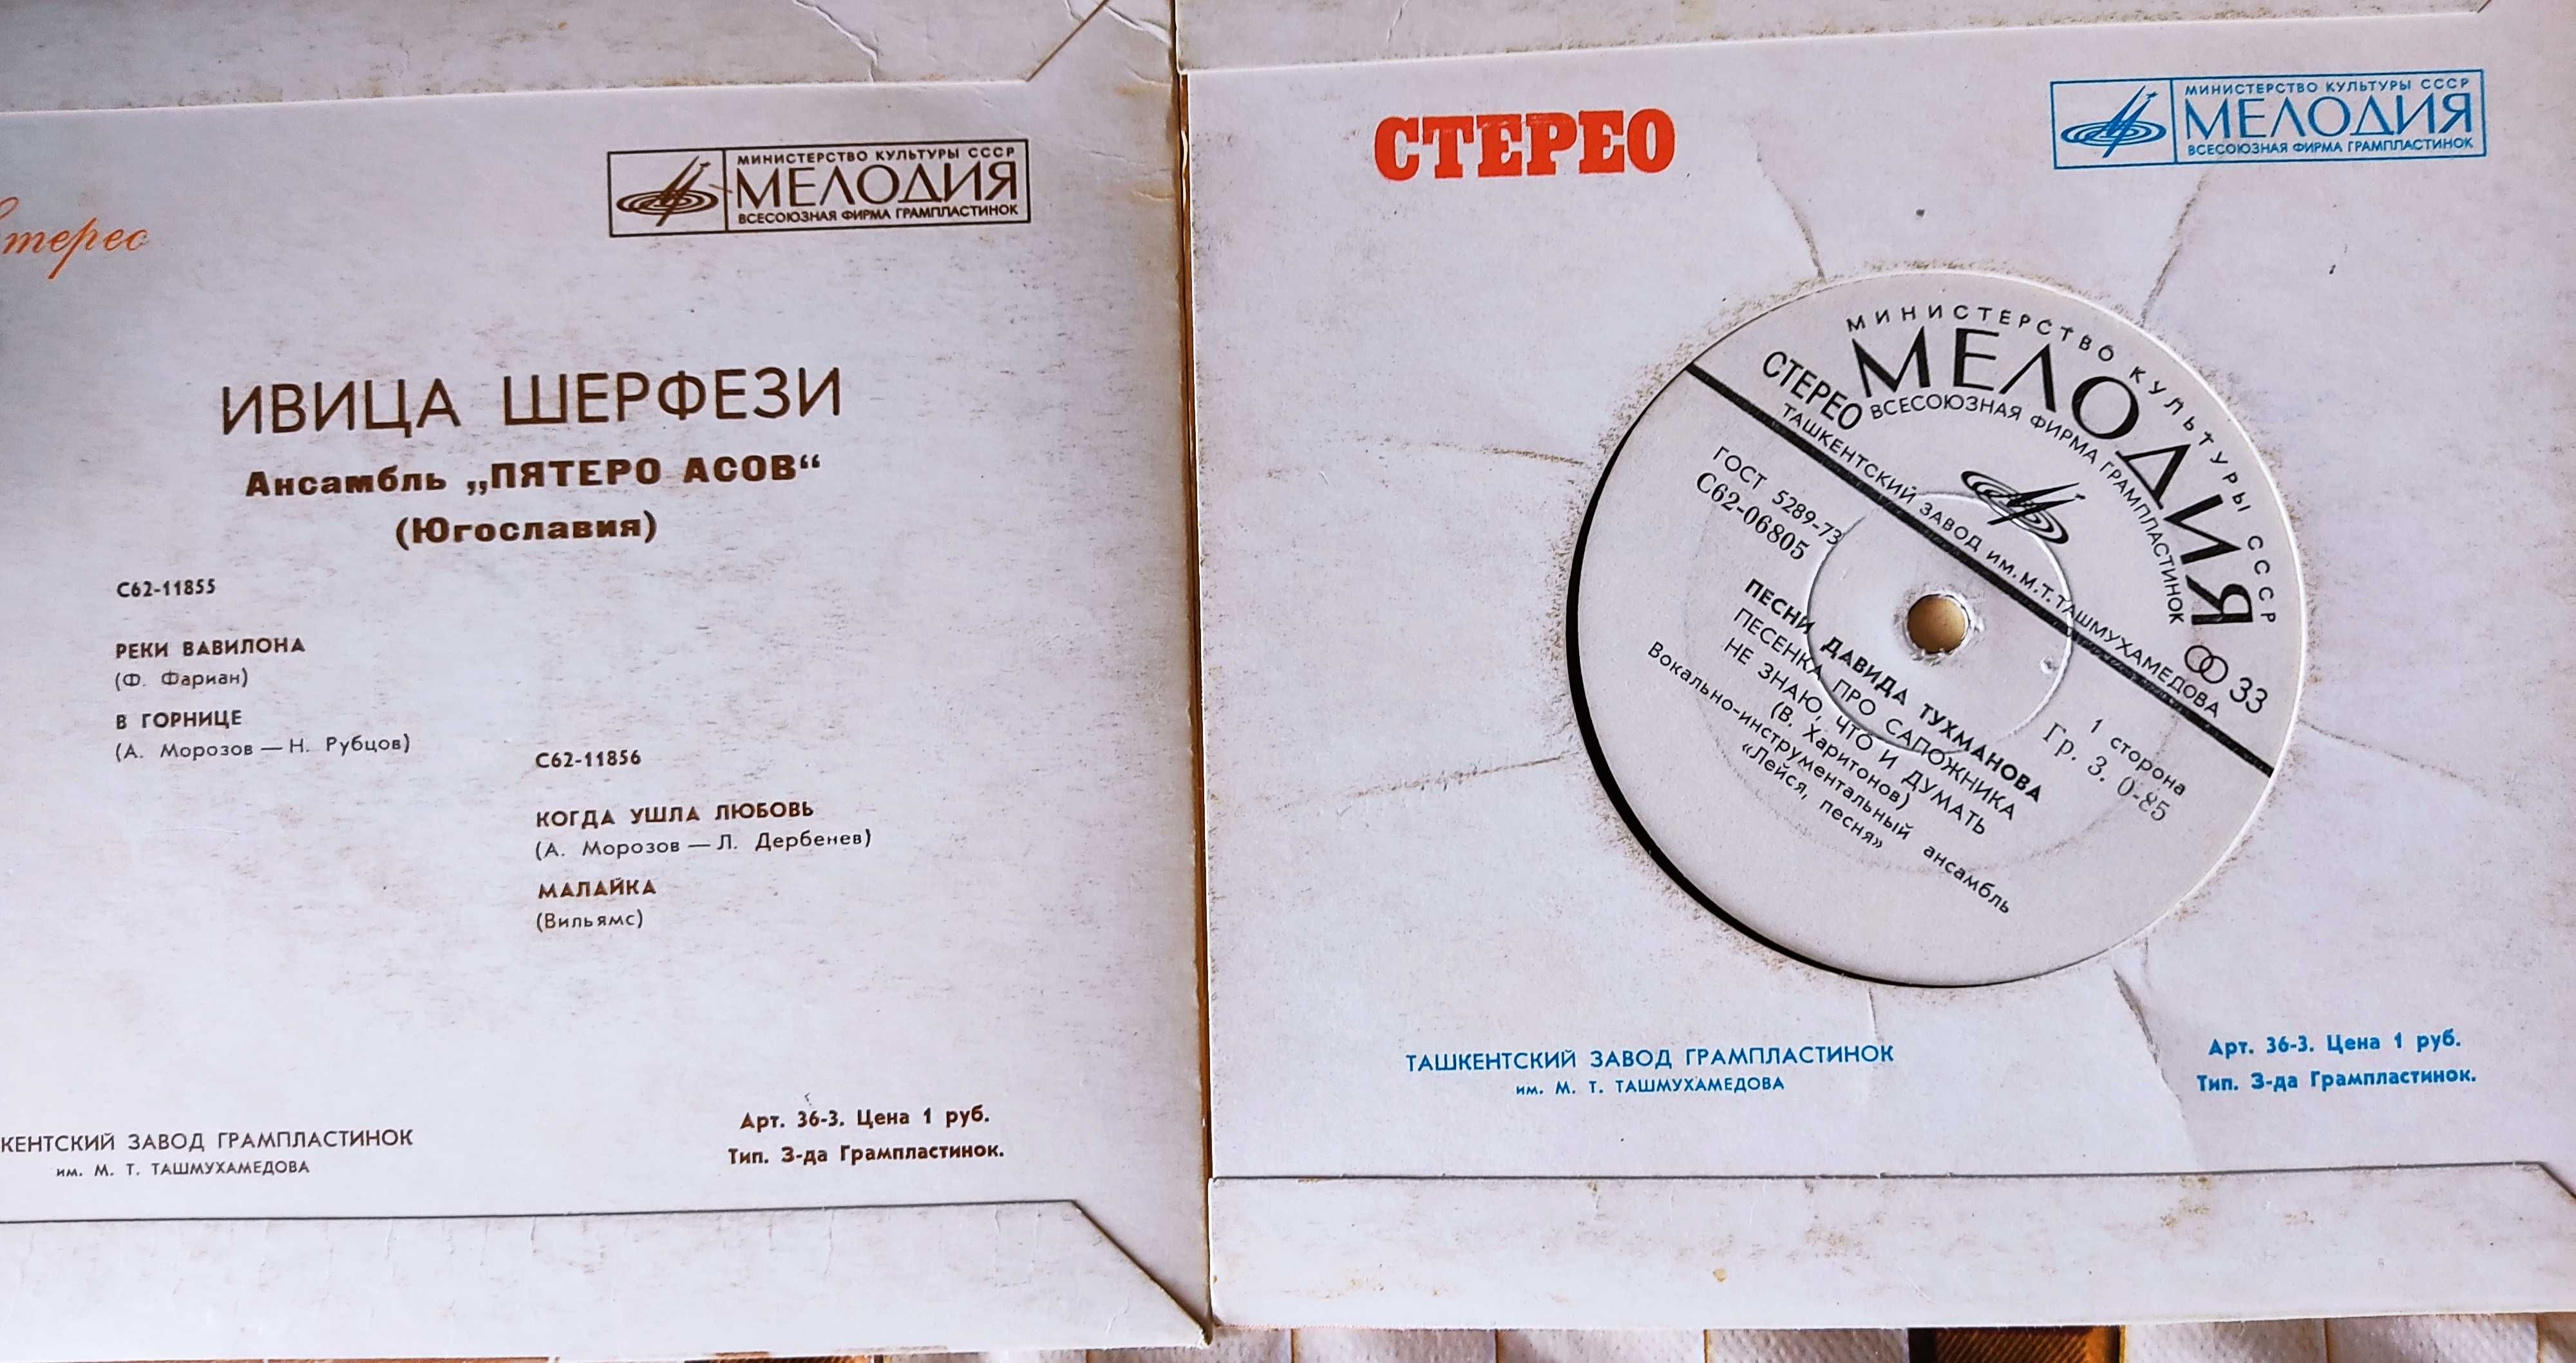 Стерео
МИНИСТЕРСТВО КУЛЬТУРЫ СССР
МЕЛОДИЯ
ВСЕСОЮЗНАЯ ФИРМА ГРАМПЛАСТИНОК
ИВИЦА ШЕРФЕЗИ
Ансамбль „ПЯТЕРО АСОВ“
(Югославия)
С62-11855
РЕКИ ВАВИЛОНА
(Ф. Фариан)
В ГОРНИЦЕ
(А. Морозов — Н. Рубцов)
С62-11856
КОГДА УШЛА ЛЮБОВЬ
(А. Морозов — Л. Дербенев)
МАЛАЙКА
(Вильямс)
КЕНТСКИЙ ЗАВОД ГРАМПЛАСТИНОК
им. М. Т. ТАШМУХАМЕДОВА
Арт. 36-3. Цена 1 руб.
Тип. З-да Грампластинок.
СТЕРЕО
МИНИСТЕРСТВО КУЛЬТУРЫ СССР
МЕЛОДИЯ
ВСЕСОЮЗНАЯ ФИРМА ГРАМПЛАСТИНОК
МИНИСТЕРСТВО КУЛЬТУРЫ СССР
МЕЛОДИЯ
ВСЕСОЮЗНАЯ ФИРМА ГРАМПЛАСТИНОК
СТЕРЕО
33
ТАШКЕНТСКИЙ ЗАВОД им. М.Т. ТАШМУХАМЕДОВА
ГОСТ 5289-73
С62-06805
1 сторона
Гр. 3. 0-85
ПЕСНИ ДАВИДА ТУХМАНОВА
ПЕСЕНКА ПРО САПОЖНИКА
НЕ ЗНАЮ, ЧТО И ДУМАТЬ
(В. Харитонов)
Вокально-инструментальный ансамбль
«Лейся, песня»
ТАШКЕНТСКИЙ ЗАВОД ГРАМПЛАСТИНОК
им. М. Т. ТАШМУХАМЕДОВА
Арт. 36-3. Цена 1 руб.
Тип. З-да Грампластинок.